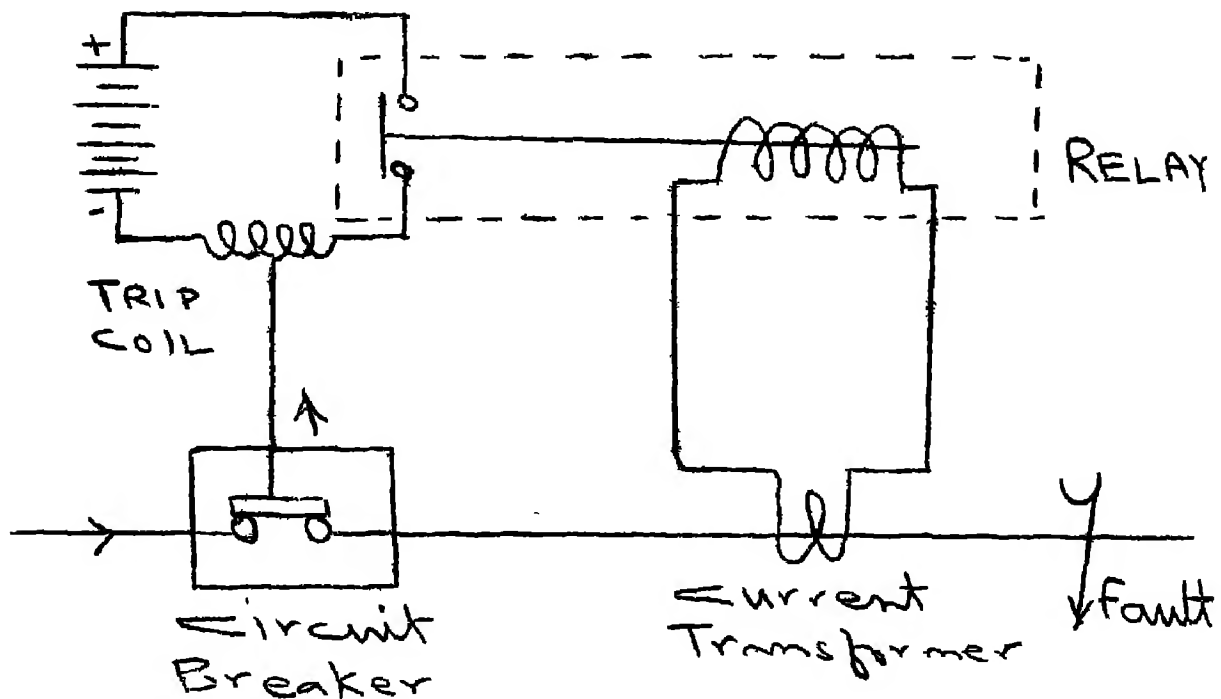 +
-
RELAY
TRIP
COIL
Circuit
Breaker
Current
Transformer
Fault